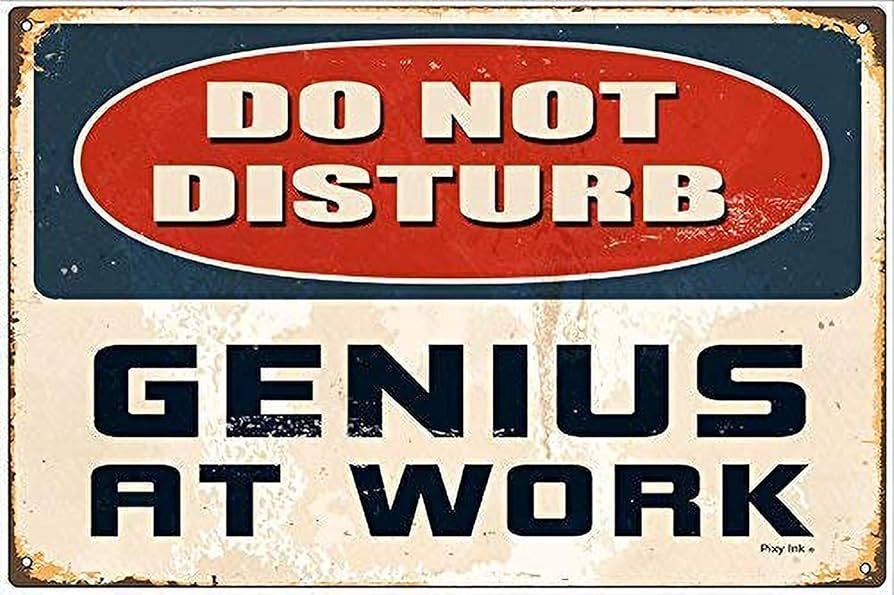 DO NOT
DISTURB
GENIUS
AT WORK
Pixy Ink